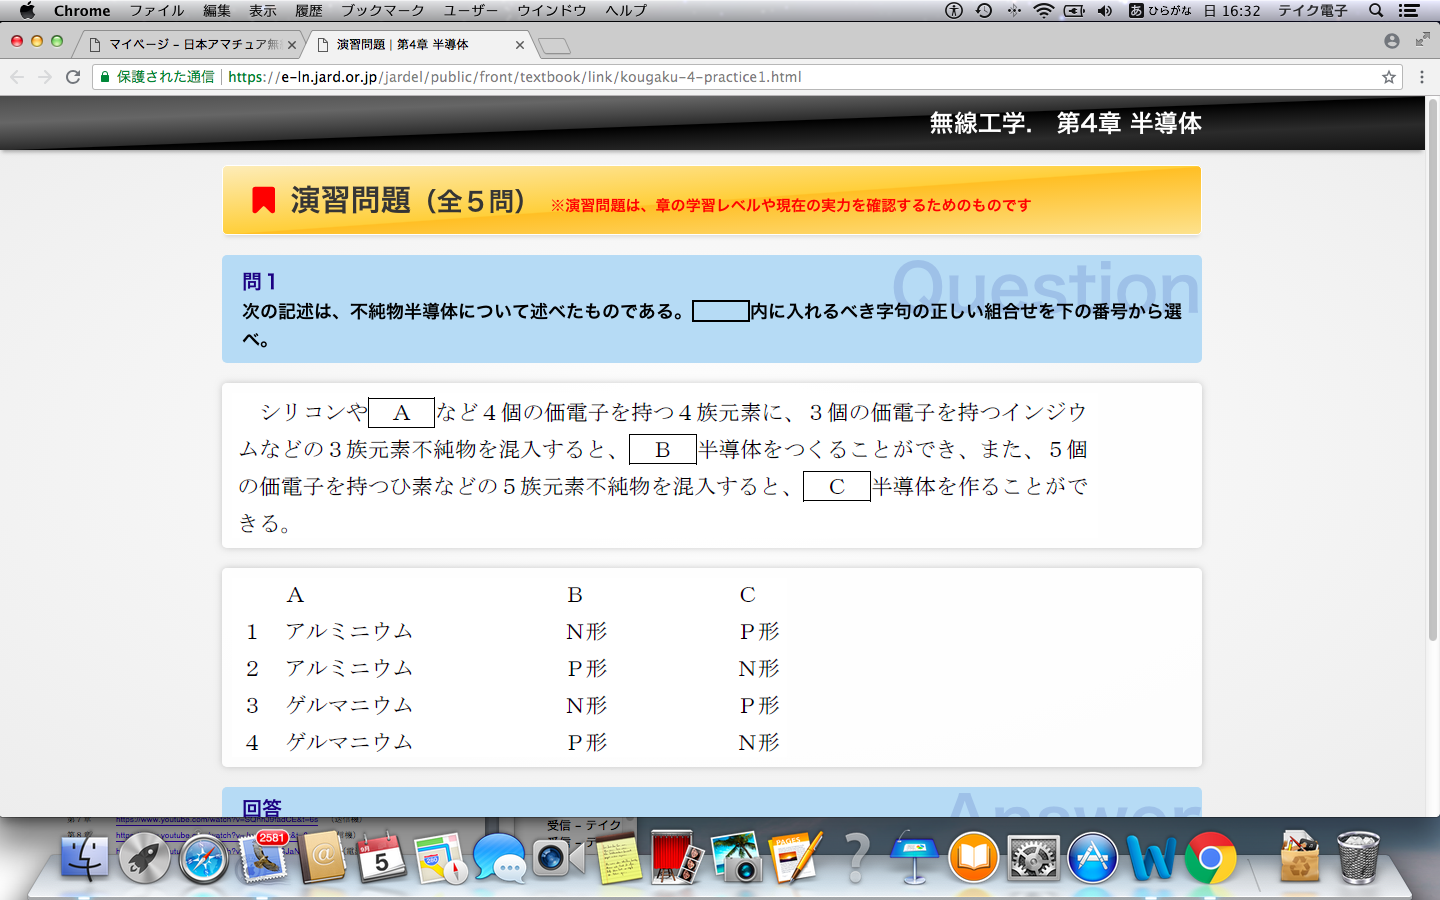 Chrome ファイル 編集 表示 履歴 ブックマーク ユーザー ウインドウ ヘルプ あ ひらがな 日 16:32 テイク電子
マイページ - 日本アマチュア無 演習問題 | 第4章 半導体
保護された通信 https://e-ln.jard.or.jp/jardel/public/front/textbook/link/kougaku-4-practice1.html
無線工学. 第4章 半導体
演習問題（全５問） ※演習問題は、章の学習レベルや現在の実力を確認するためのものです
Question
問１
次の記述は、不純物半導体について述べたものである。 内に入れるべき字句の正しい組合せを下の番号から選
べ。
シリコンや A など４個の価電子を持つ４族元素に、３個の価電子を持つインジウ
ムなどの３族元素不純物を混入すると、 B 半導体をつくることができ、また、５個
の価電子を持つひ素などの５族元素不純物を混入すると、 C 半導体を作ることがで
きる。
A B C
1 アルミニウム N形 P形
2 アルミニウム P形 N形
3 ゲルマニウム N形 P形
4 ゲルマニウム P形 N形
回答
Answer
受信 – テイク
2581
9月
5
PAGES